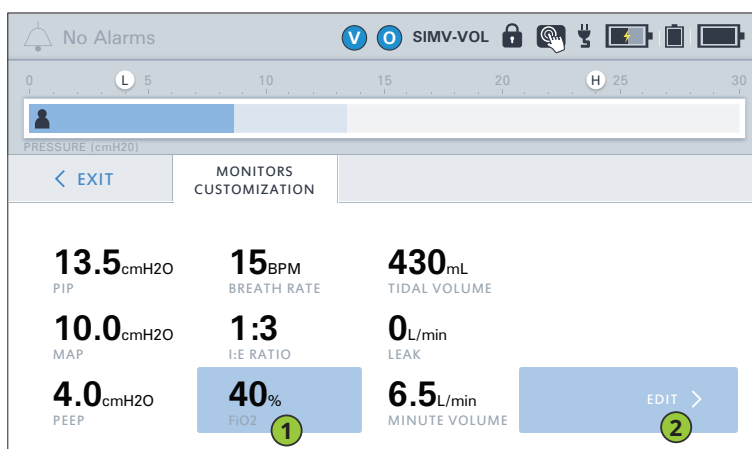 No Alarms V O SIMV-VOL
0 L 5 10 15 20 H 25 30
PRESSURE (cmH20)
EXIT
MONITORS
CUSTOMIZATION
13.5cmH2O 15BPM 430mL
PIP BREATH RATE TIDAL VOLUME
10.0cmH2O 1:3 0L/min
MAP I:E RATIO LEAK
4.0cmH2O 40% 6.5L/min EDIT
PEEP FiO2 1 MINUTE VOLUME 2